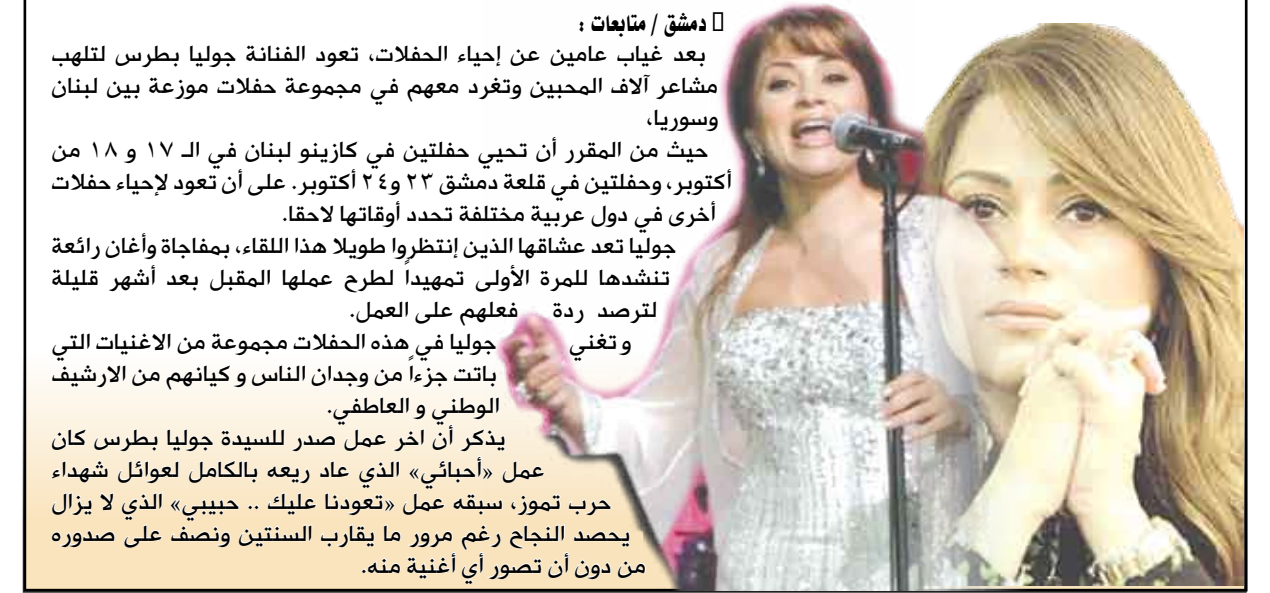 دمشق / متابعات :
بعد غياب عامين عن إحياء الحفلات، تعود الفنانة جوليا بطرس لتلهب
مشاعر آلاف المحبين وتغرد معهم في مجموعة حفلات موزعة بين لبنان
وسوريا،
حيث من المقرر أن تحيي حفلتين في كازينو لبنان في الـ ١٧ و ١٨ من
أكتوبر، وحفلتين في قلعة دمشق ٢٣ و٢٤ أكتوبر. على أن تعود لإحياء حفلات
أخرى في دول عربية مختلفة تحدد أوقاتها لاحقا.
جوليا تعد عشاقها الذين إنتظروا طويلا هذا اللقاء، بمفاجاة وأغان رائعة
تنشدها للمرة الأولى تمهيداً لطرح عملها المقبل بعد أشهر قليلة
لترصد ردة فعلهم على العمل.
و تغني جوليا في هذه الحفلات مجموعة من الاغنيات التي
باتت جزءاً من وجدان الناس و كيانهم من الارشيف
الوطني و العاطفي.
يذكر أن اخر عمل صدر للسيدة جوليا بطرس كان
عمل «أحبائي» الذي عاد ريعه بالكامل لعوائل شهداء
حرب تموز، سبقه عمل «تعودنا عليك .. حبيبي» الذي لا يزال
يحصد النجاح رغم مرور ما يقارب السنتين ونصف على صدوره
من دون أن تصور أي أغنية منه.